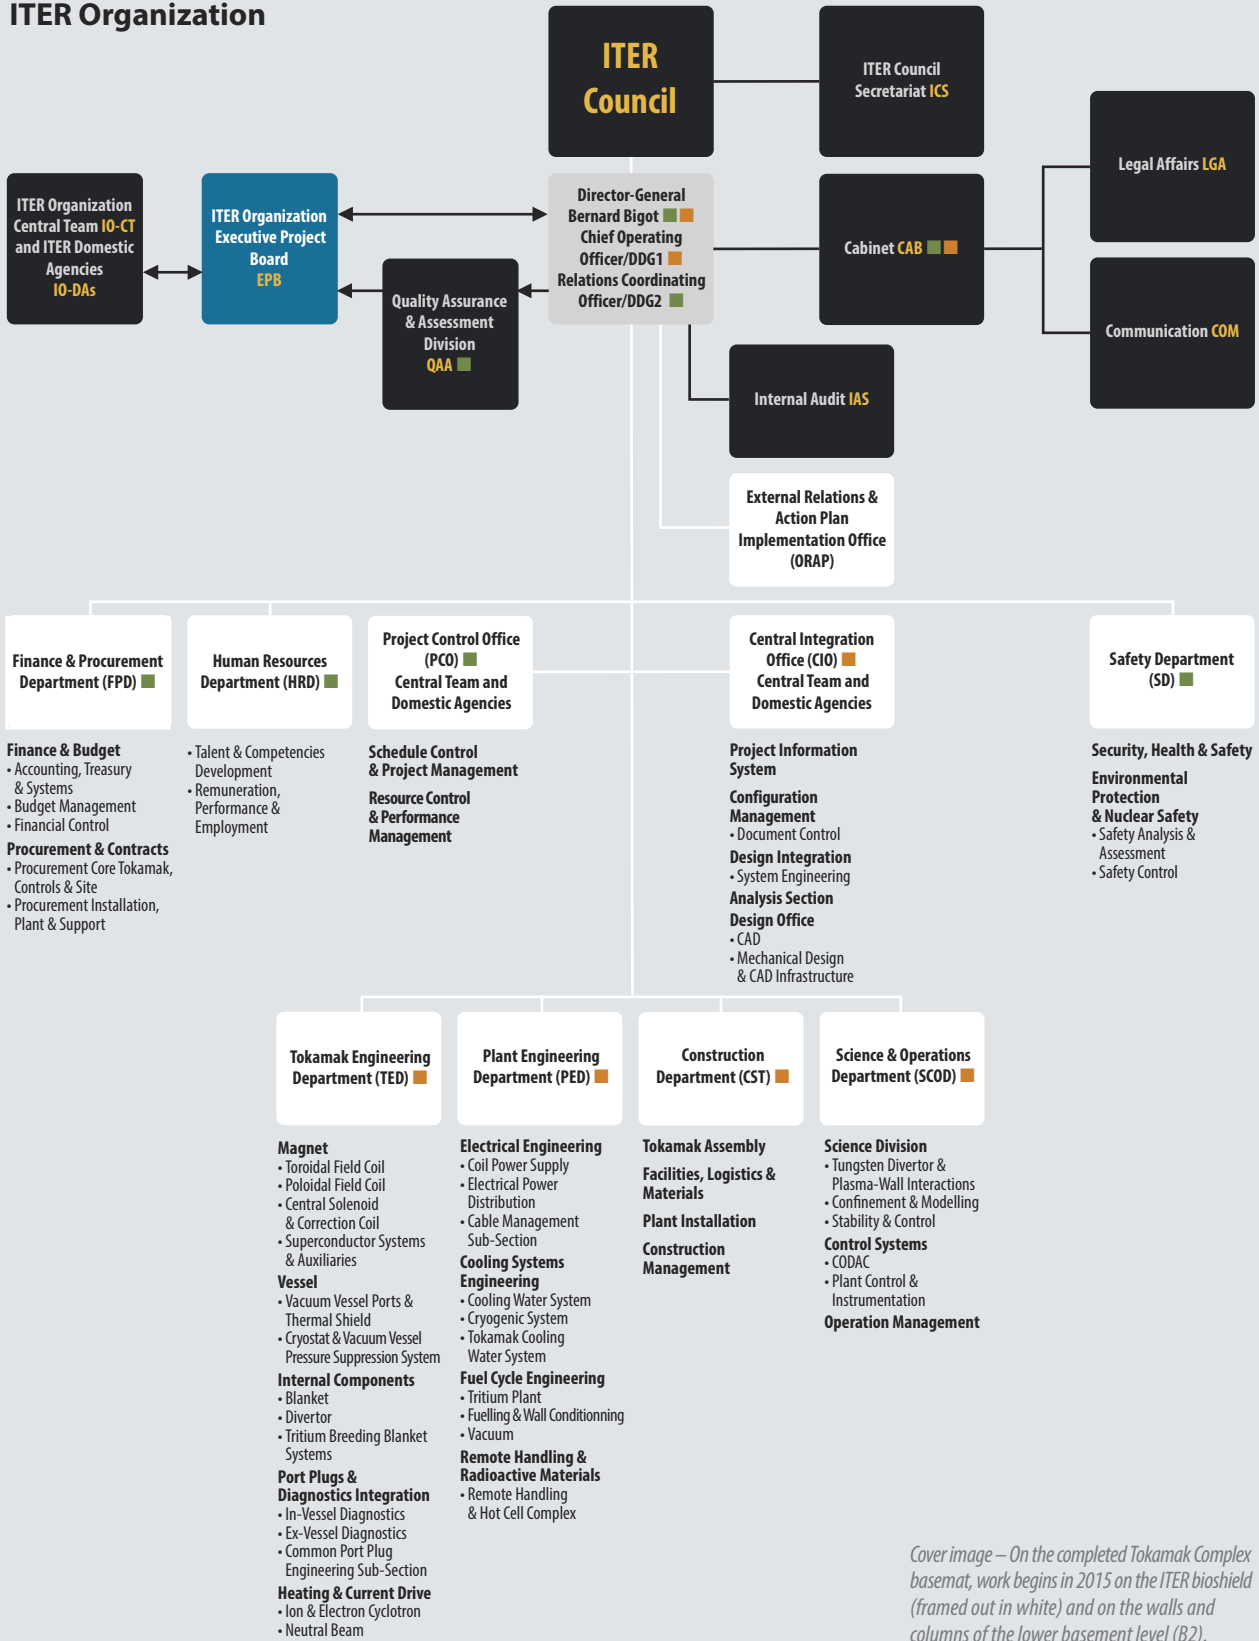 ITER Organization
ITER
Council
ITER Council
Secretariat ICS
Legal Affairs LGA
ITER Organization
Central Team IO-CT
and ITER Domestic
Agencies
IO-DAs
ITER Organization
Executive Project
Board
EPB
Director-General
Bernard Bigot
Chief Operating
Officer/DDG1
Relations Coordinating
Officer/DDG2
Cabinet CAB
Quality Assurance
& Assessment
Division
QAA
Communication COM
Internal Audit IAS
External Relations &
Action Plan
Implementation Office
(ORAP)
Finance & Procurement
Department (FPD)
Human Resources
Department (HRD)
Project Control Office
(PCO)
Central Team and
Domestic Agencies
Central Integration
Office (CIO)
Central Team and
Domestic Agencies
Safety Department
(SD)
Finance & Budget
• Accounting, Treasury
& Systems
• Budget Management
• Financial Control
Procurement & Contracts
• Procurement Core Tokamak,
Controls & Site
• Procurement Installation,
Plant & Support
• Talent & Competencies
Development
• Remuneration,
Performance &
Employment
Schedule Control
& Project Management
Resource Control
& Performance
Management
Project Information
System
Configuration
Management
• Document Control
Design Integration
• System Engineering
Analysis Section
Design Office
• CAD
• Mechanical Design
& CAD Infrastructure
Security, Health & Safety
Environmental
Protection
& Nuclear Safety
• Safety Analysis &
Assessment
• Safety Control
Tokamak Engineering
Department (TED)
Plant Engineering
Department (PED)
Construction
Department (CST)
Science & Operations
Department (SCOD)
Magnet
• Toroidal Field Coil
• Poloidal Field Coil
• Central Solenoid
& Correction Coil
• Superconductor Systems
& Auxiliaries
Vessel
• Vacuum Vessel Ports &
Thermal Shield
• Cryostat & Vacuum Vessel
Pressure Suppression System
Internal Components
• Blanket
• Divertor
• Tritium Breeding Blanket
Systems
Port Plugs &
Diagnostics Integration
• In-Vessel Diagnostics
• Ex-Vessel Diagnostics
• Common Port Plug
Engineering Sub-Section
Heating & Current Drive
• Ion & Electron Cyclotron
• Neutral Beam
Electrical Engineering
• Coil Power Supply
• Electrical Power
Distribution
• Cable Management
Sub-Section
Cooling Systems
Engineering
• Cooling Water System
• Cryogenic System
• Tokamak Cooling
Water System
Fuel Cycle Engineering
• Tritium Plant
• Fuelling & Wall Conditionning
• Vacuum
Remote Handling &
Radioactive Materials
• Remote Handling
& Hot Cell Complex
Tokamak Assembly
Facilities, Logistics &
Materials
Plant Installation
Construction
Management
Science Division
• Tungsten Divertor &
Plasma-Wall Interactions
• Confinement & Modelling
• Stability & Control
Control Systems
• CODAC
• Plant Control &
Instrumentation
Operation Management
Cover image – On the completed Tokamak Complex
basemat, work begins in 2015 on the ITER bioshield
(framed out in white) and on the walls and
columns of the lower basement level (B2).